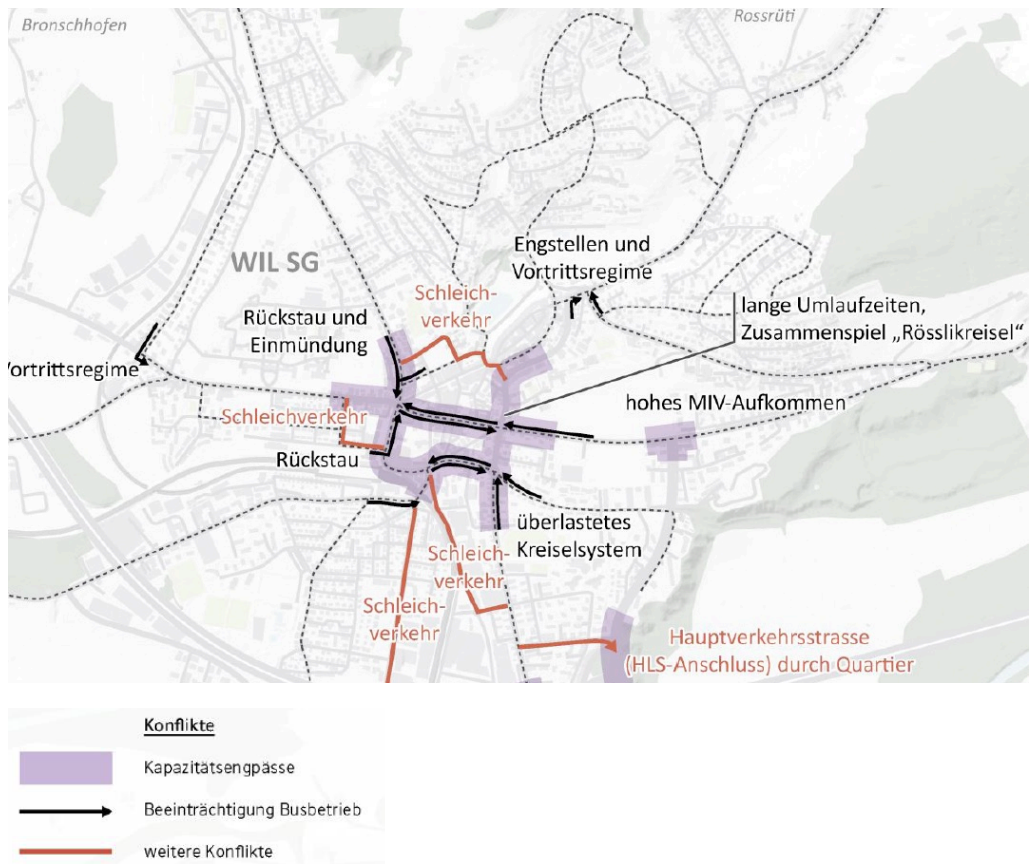 Bronschhofen
Rossrüti
WIL SG
Engstellen und
Vortrittsregime
Schleich-
verkehr
lange Umlaufzeiten,
Zusammenspiel „Rösslikreisel“
Rückstau und
Einmündung
Vortrittsregime
hohes MIV-Aufkommen
Schleichverkehr
Rückstau
überlastetes
Kreiselsystem
Schleich-
verkehr
Schleich-
verkehr
Hauptverkehrsstrasse
(HLS-Anschluss) durch Quartier
Konflikte
Kapazitätsengpässe
Beeinträchtigung Busbetrieb
weitere Konflikte